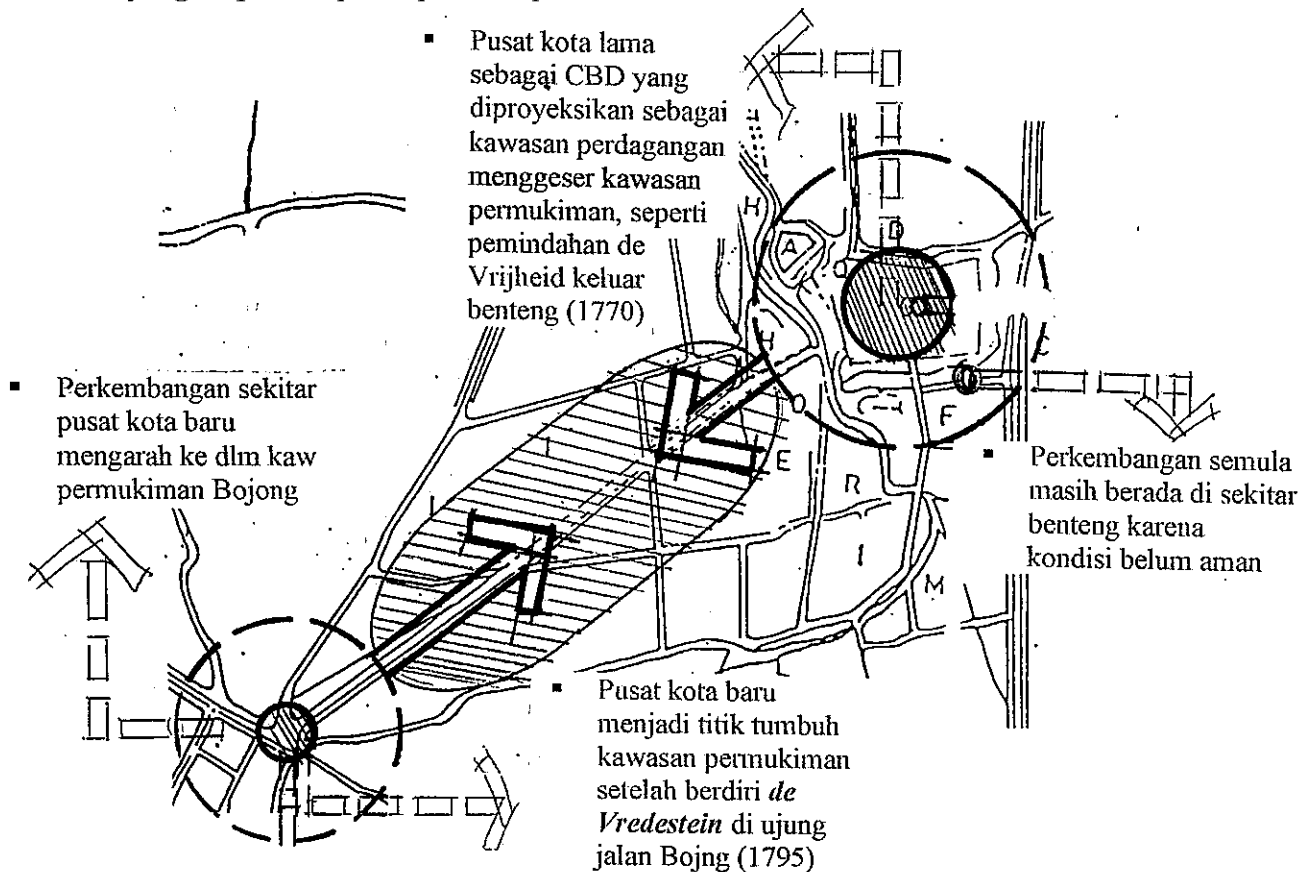 ▪ Pusat kota lama
sebagai CBD yang
diproyeksikan sebagai
kawasan perdagangan
menggeser kawasan
permukiman, seperti
pemindahan de
Vrijheid keluar
benteng (1770)
▪ Perkembangan sekitar
pusat kota baru
mengarah ke dlm kaw
permukiman Bojong
▪ Perkembangan semula
masih berada di sekitar
benteng karena
kondisi belum aman
▪ Pusat kota baru
menjadi titik tumbuh
kawasan permukiman
setelah berdiri de
Vredestein di ujung
jalan Bojng (1795)
H
A
D
H
F
E
R
I
M